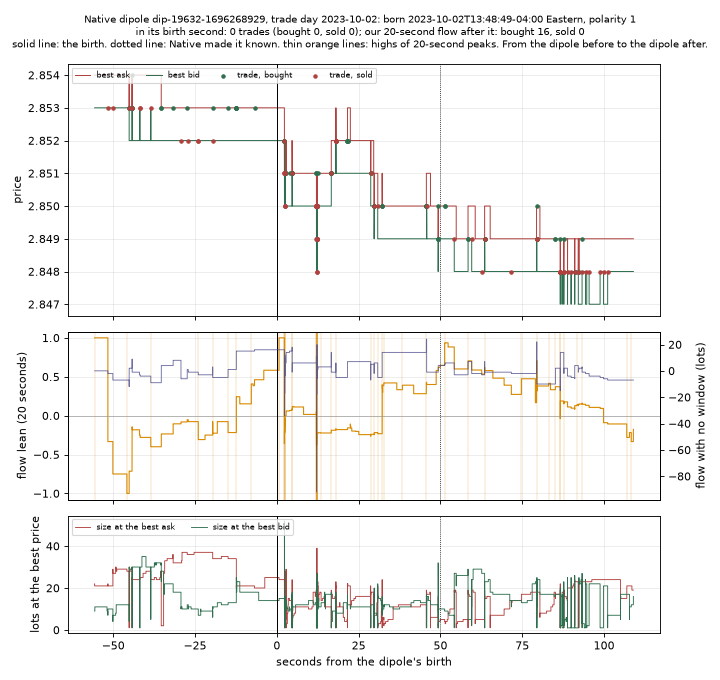 Native dipole dip-19632-1696268929, trade day 2023-10-02: born 2023-10-02T13:48:49-04:00 Eastern, polarity 1
in its birth second: 0 trades (bought 0, sold 0); our 20-second flow after it: bought 16, sold 0
solid line: the birth. dotted line: Native made it known. thin orange lines: highs of 20-second peaks. From the dipole before to the dipole after.
best ask best bid trade, bought trade, sold
2.854
2.853
2.852
2.851
2.850
2.849
2.848
2.847
price
1.0
0.5
0.0
−0.5
−1.0
flow lean (20 seconds)
20
0
−20
−40
−60
−80
flow with no window (lots)
size at the best ask size at the best bid
40
20
0
lots at the best price
−50 −25 0 25 50 75 100
seconds from the dipole's birth